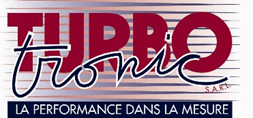 TURBO
tronic
S.A.R.L
LA PERFORMANCE DANS LA MESURE